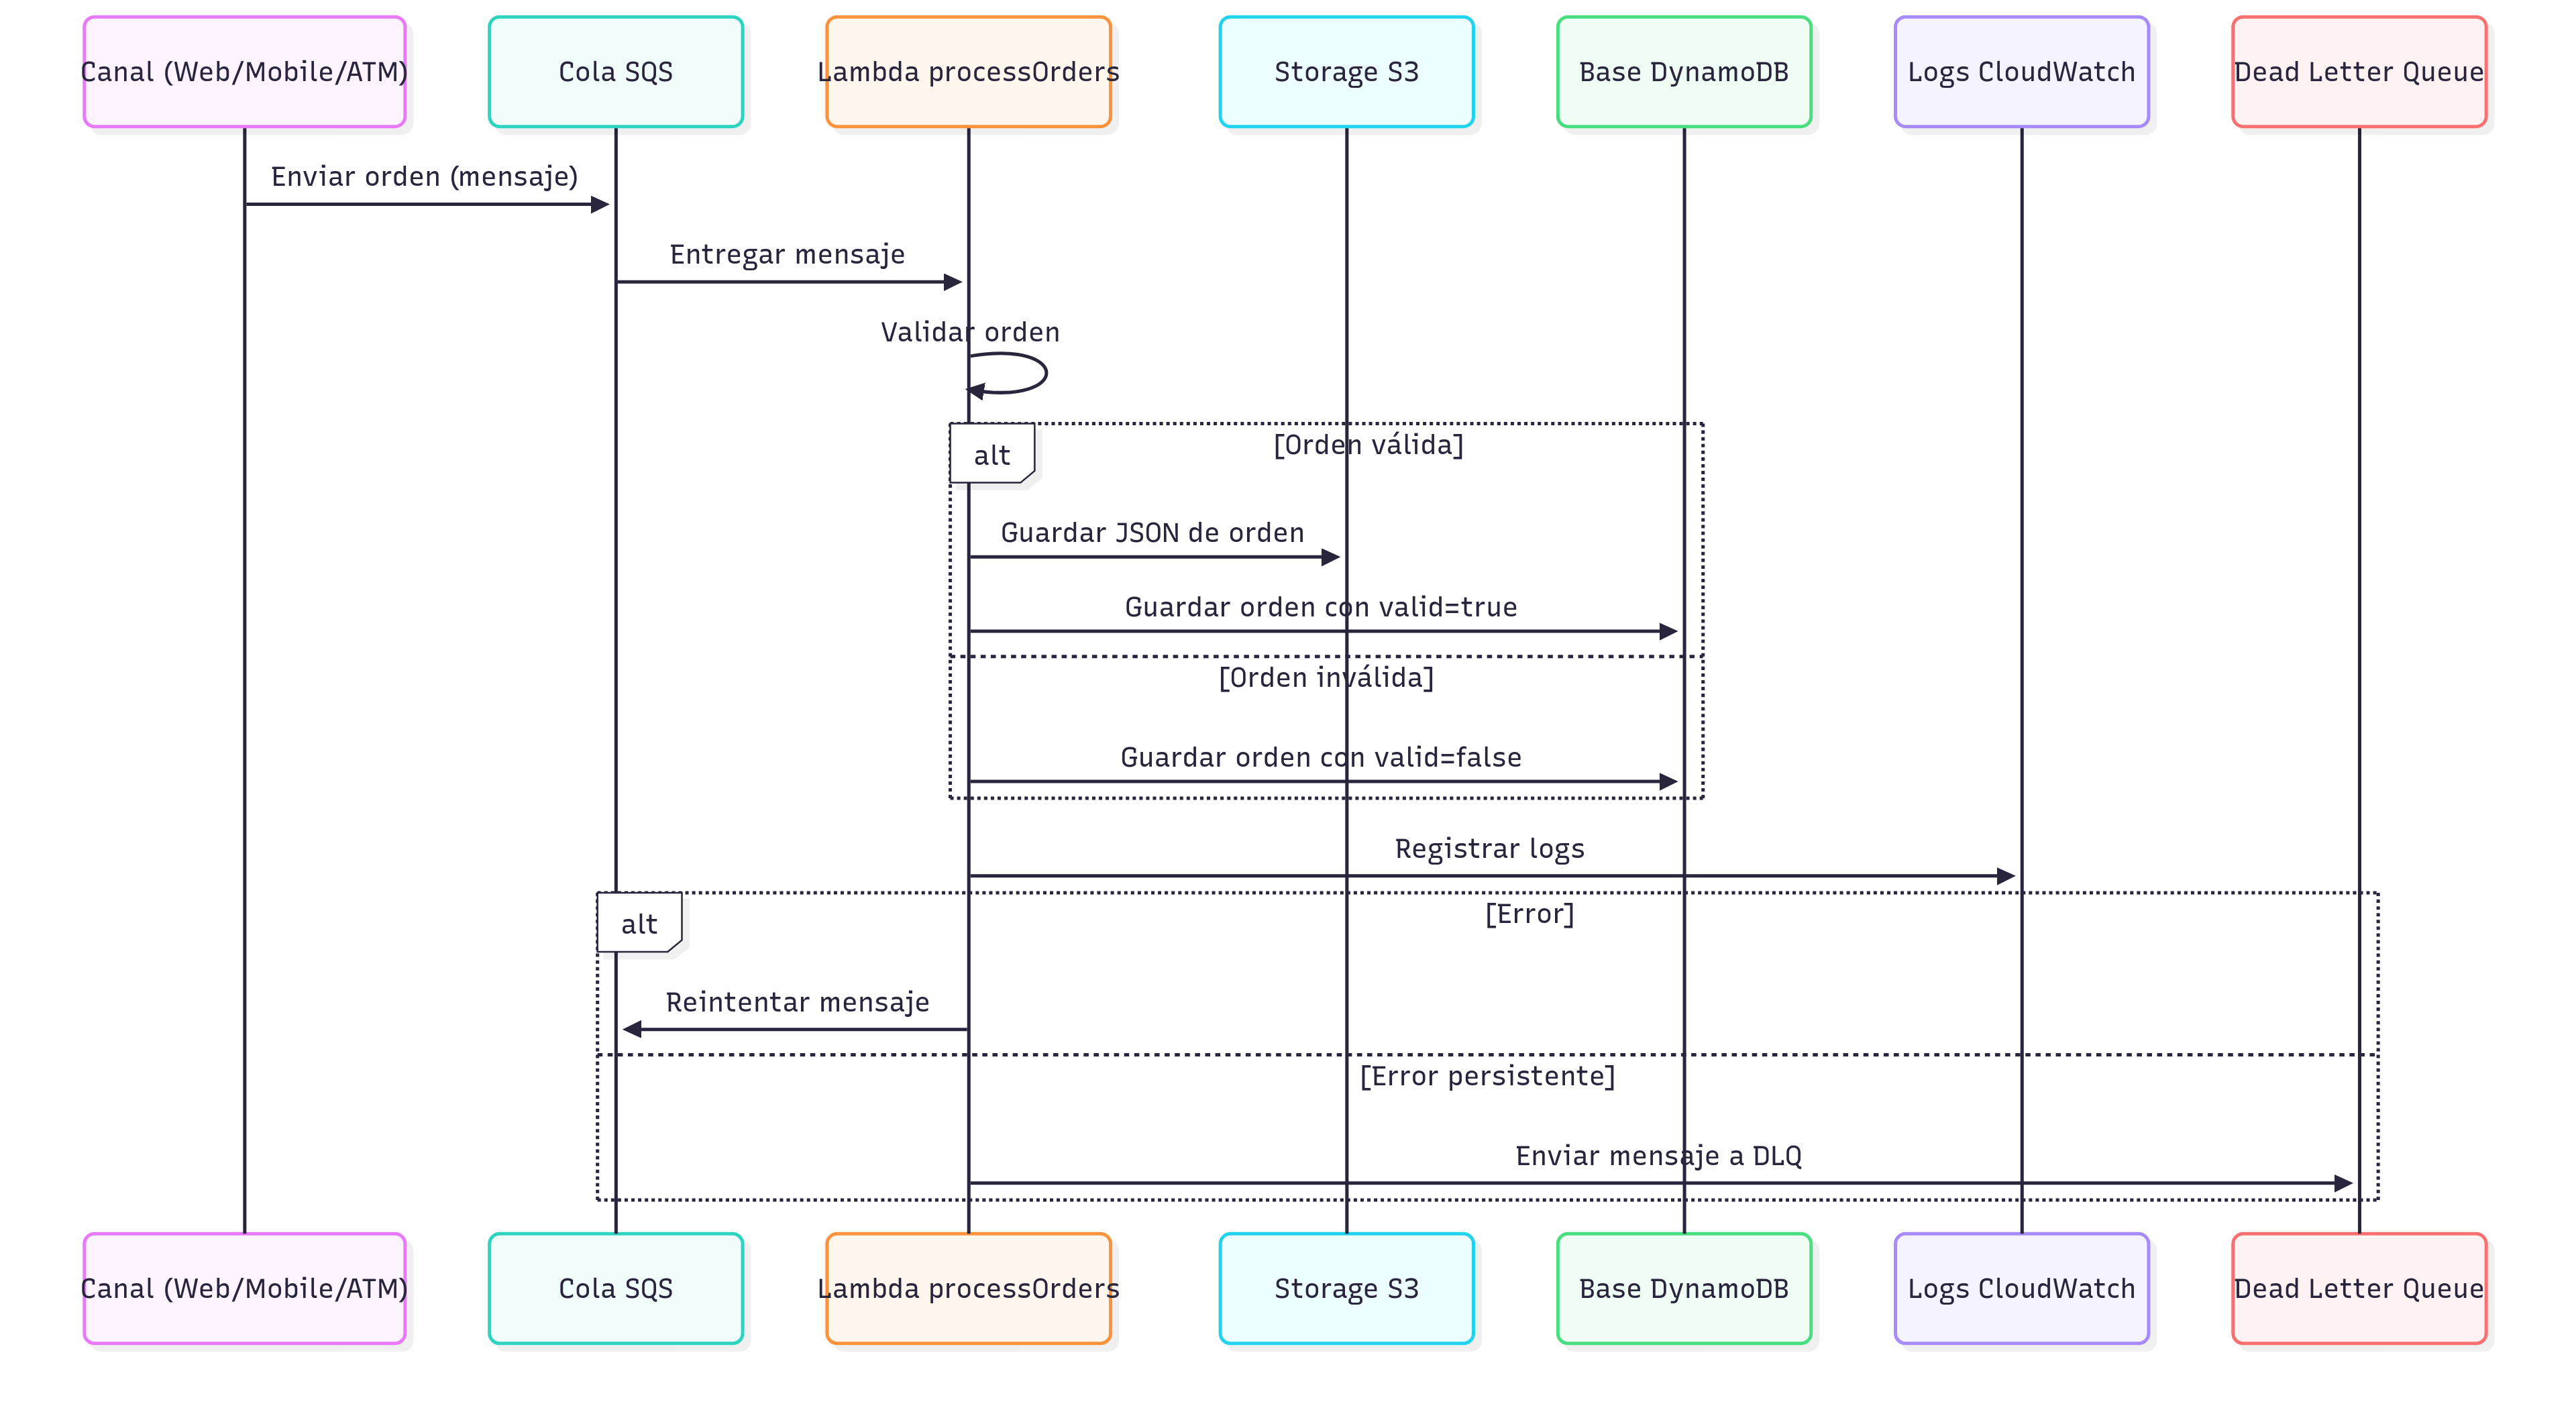 Canal (Web/Mobile/ATM)
Cola SQS
Lambda processOrders
Storage S3
Base DynamoDB
Logs CloudWatch
Dead Letter Queue
Enviar orden (mensaje)
Entregar mensaje
Validar orden
alt
[Orden válida]
Guardar JSON de orden
Guardar orden con valid=true
[Orden inválida]
Guardar orden con valid=false
Registrar logs
alt
[Error]
Reintentar mensaje
[Error persistente]
Enviar mensaje a DLQ
Canal (Web/Mobile/ATM)
Cola SQS
Lambda processOrders
Storage S3
Base DynamoDB
Logs CloudWatch
Dead Letter Queue